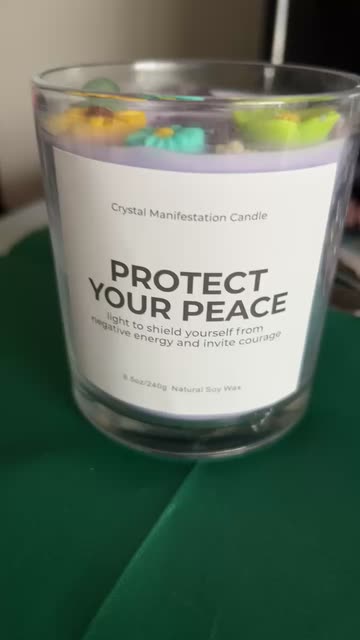 Crystal Manifestation Candle
PROTECT
YOUR PEACE
light to shield yourself from
negative energy and invite courage
8.5oz/240g Natural Soy Wax